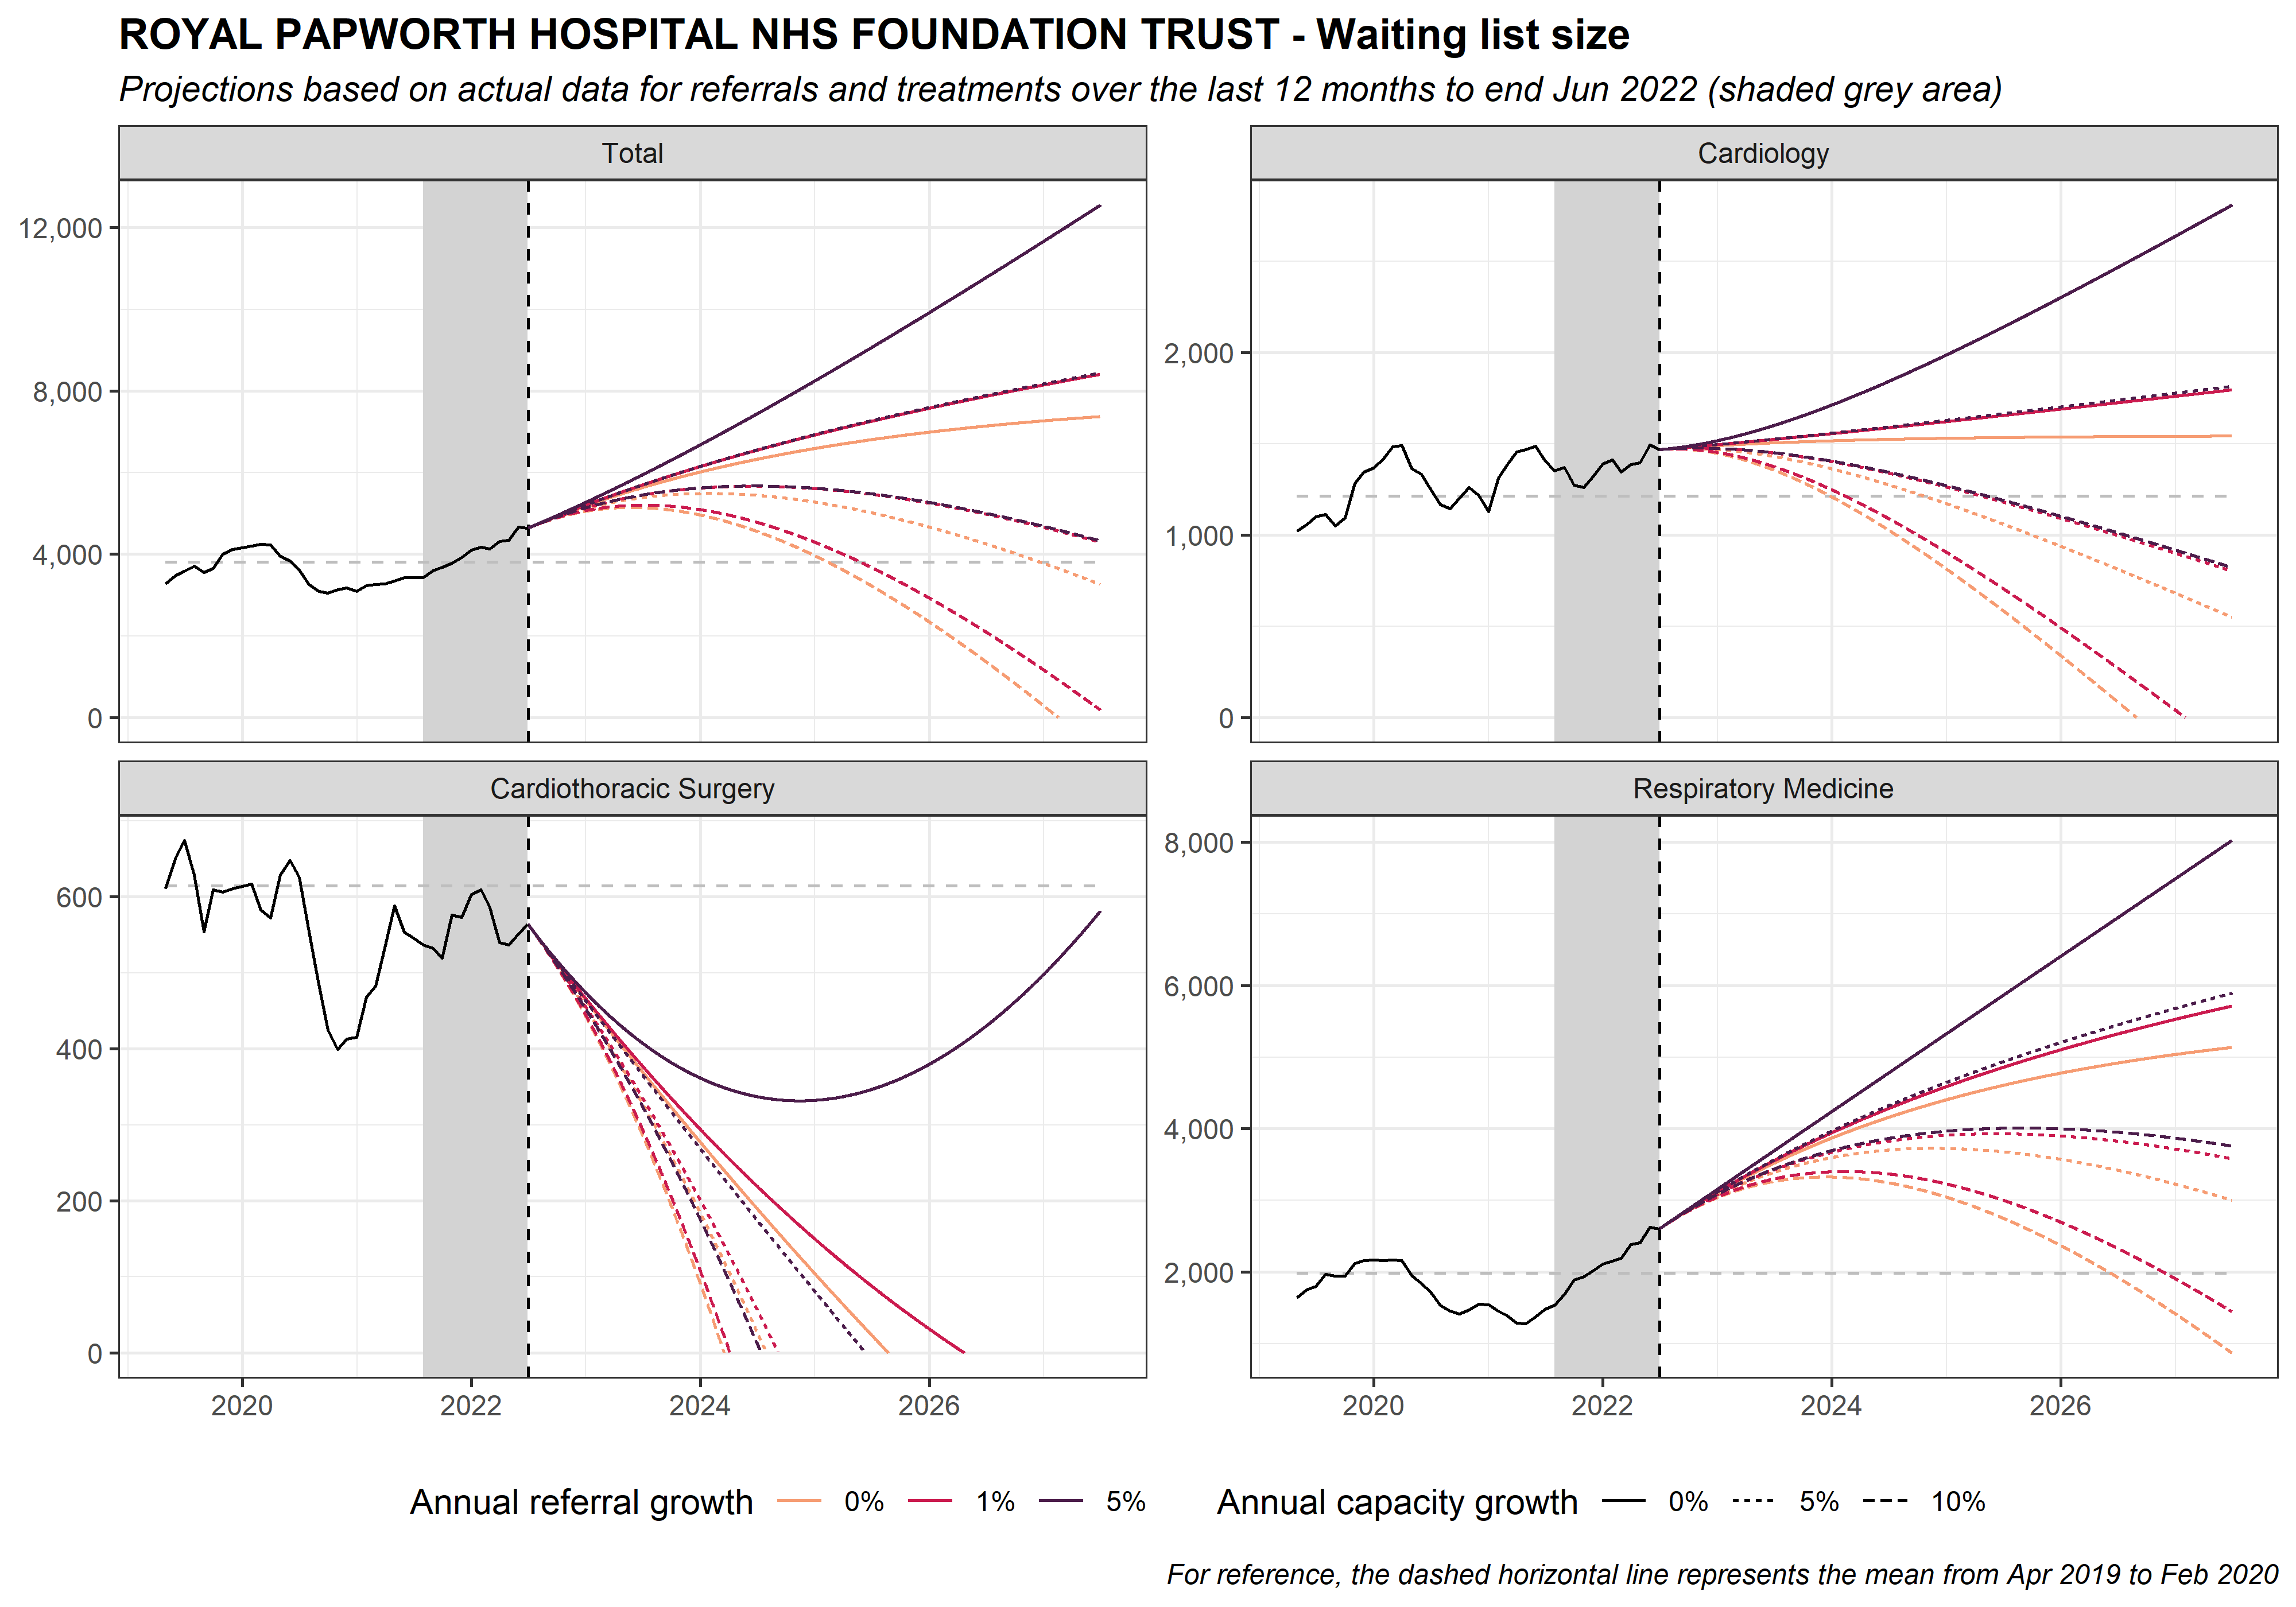 ROYAL PAPWORTH HOSPITAL NHS FOUNDATION TRUST - Waiting list size
Projections based on actual data for referrals and treatments over the last 12 months to end Jun 2022 (shaded grey area)
Total
12,000
8,000
4,000
0
Cardiology
2,000
1,000
0
Cardiothoracic Surgery
600
400
200
0
2020 2022 2024 2026
Respiratory Medicine
8,000
6,000
4,000
2,000
2020 2022 2024 2026
Annual referral growth 0% 1% 5%
Annual capacity growth 0% 5% 10%
For reference, the dashed horizontal line represents the mean from Apr 2019 to Feb 2020